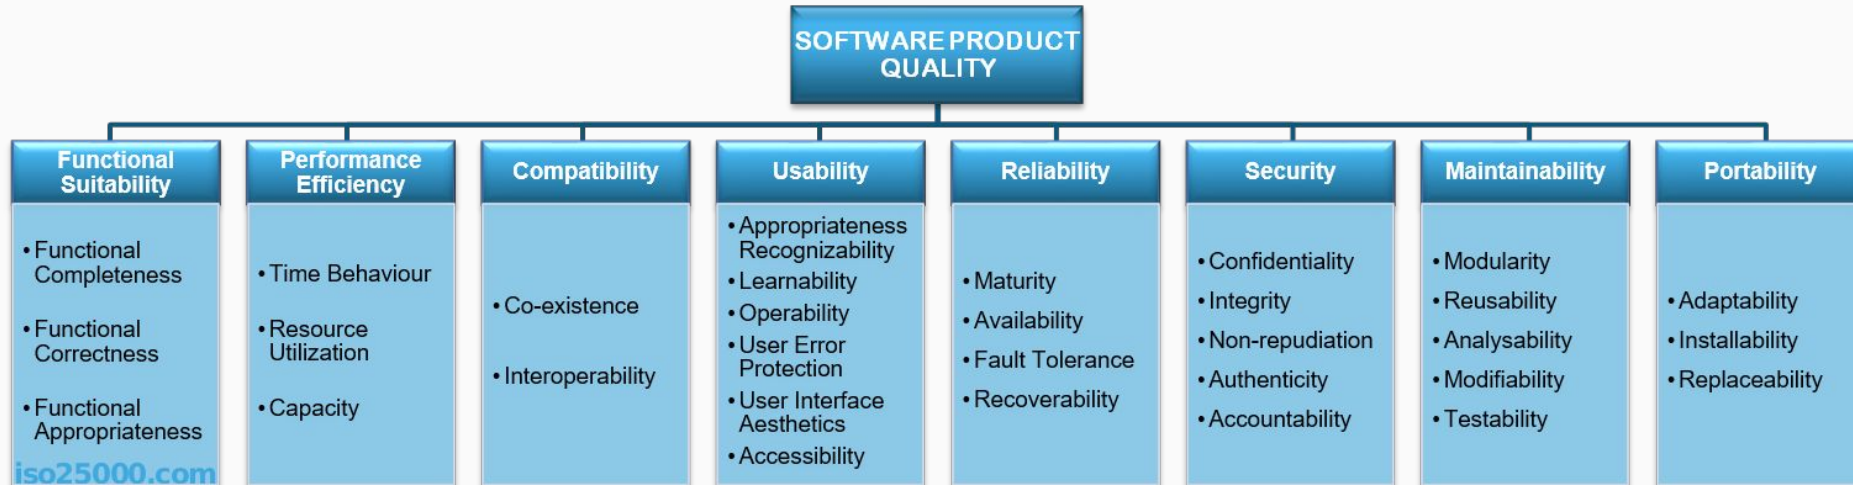 SOFTWARE PRODUCT
QUALITY
Functional
Suitability
• Functional
Completeness
• Functional
Correctness
• Functional
Appropriateness
Performance
Efficiency
• Time Behaviour
• Resource
Utilization
• Capacity
Compatibility
• Co-existence
• Interoperability
Usability
• Appropriateness
Recognizability
• Learnability
• Operability
• User Error
Protection
• User Interface
Aesthetics
• Accessibility
Reliability
• Maturity
• Availability
• Fault Tolerance
• Recoverability
Security
• Confidentiality
• Integrity
• Non-repudiation
• Authenticity
• Accountability
Maintainability
• Modularity
• Reusability
• Analysability
• Modifiability
• Testability
Portability
• Adaptability
• Installability
• Replaceability
iso25000.com